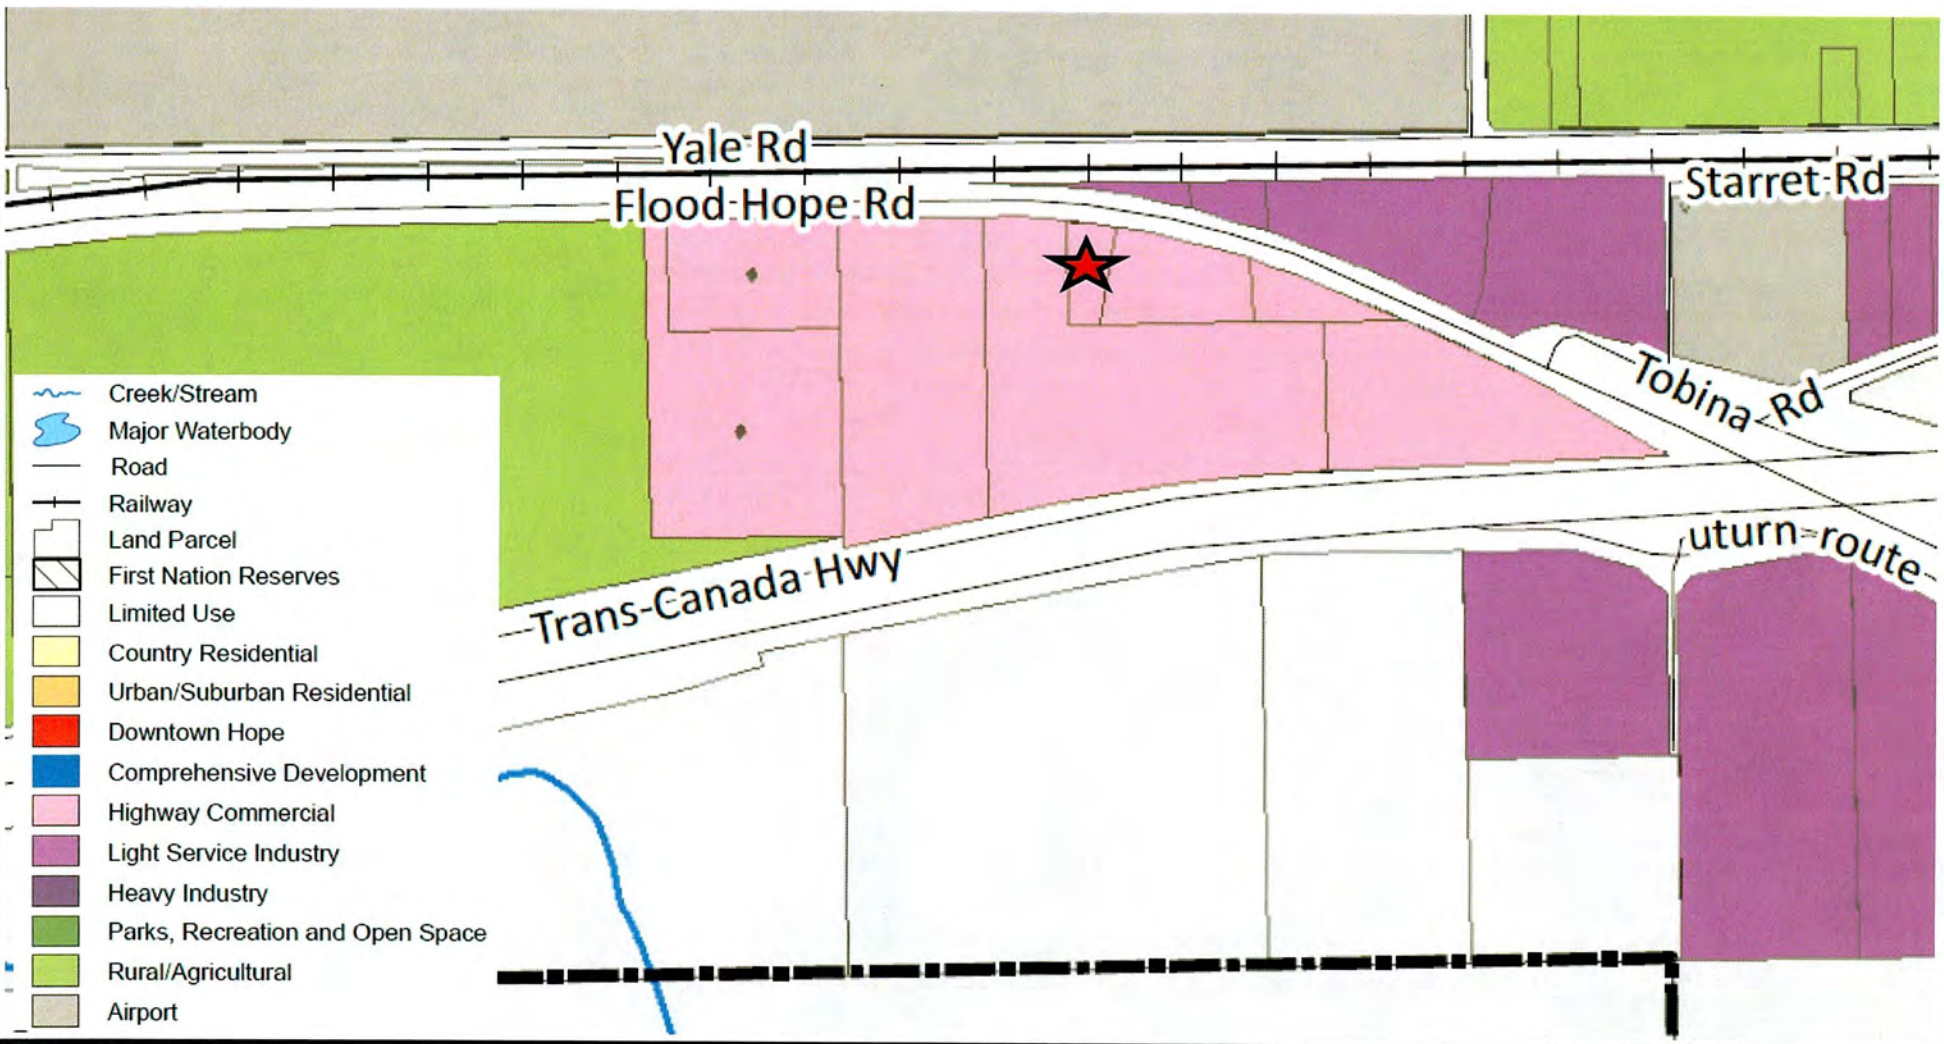 Yale Rd
Starret Rd
Flood-Hope Rd
Tobina Rd
Trans-Canada Hwy
uturn route
Creek/Stream
Major Waterbody
Road
Railway
Land Parcel
First Nation Reserves
Limited Use
Country Residential
Urban/Suburban Residential
Downtown Hope
Comprehensive Development
Highway Commercial
Light Service Industry
Heavy Industry
Parks, Recreation and Open Space
Rural/Agricultural
Airport